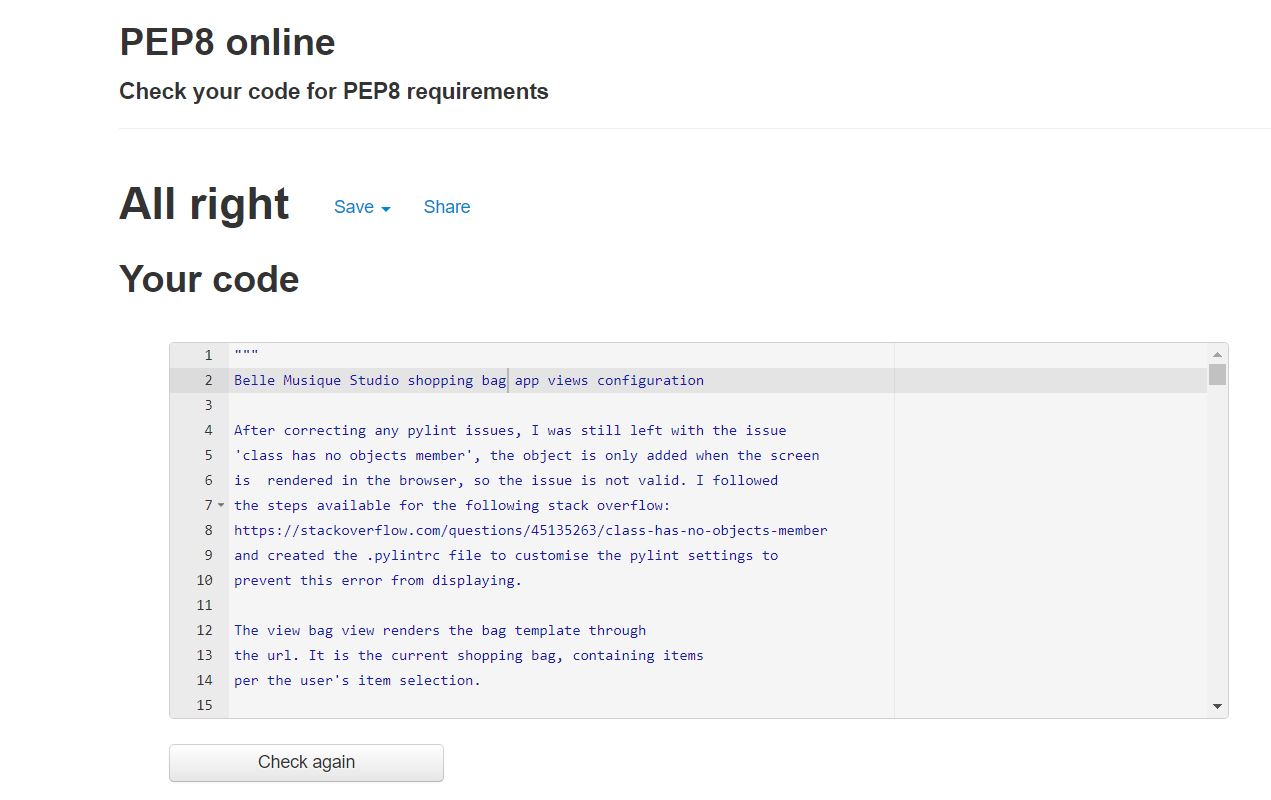 PEP8 online
Check your code for PEP8 requirements
All right Save Share
Your code
1 """
2 Belle Musique Studio shopping bag app views configuration
3
4 After correcting any pylint issues, I was still left with the issue
5 'class has no objects member', the object is only added when the screen
6 is  rendered in the browser, so the issue is not valid. I followed
7 the steps available for the following stack overflow:
8 https://stackoverflow.com/questions/45135263/class-has-no-objects-member
9 and created the .pylintrc file to customise the pylint settings to
10 prevent this error from displaying.
11
12 The view bag view renders the bag template through
13 the url. It is the current shopping bag, containing items
14 per the user's item selection.
15
Check again